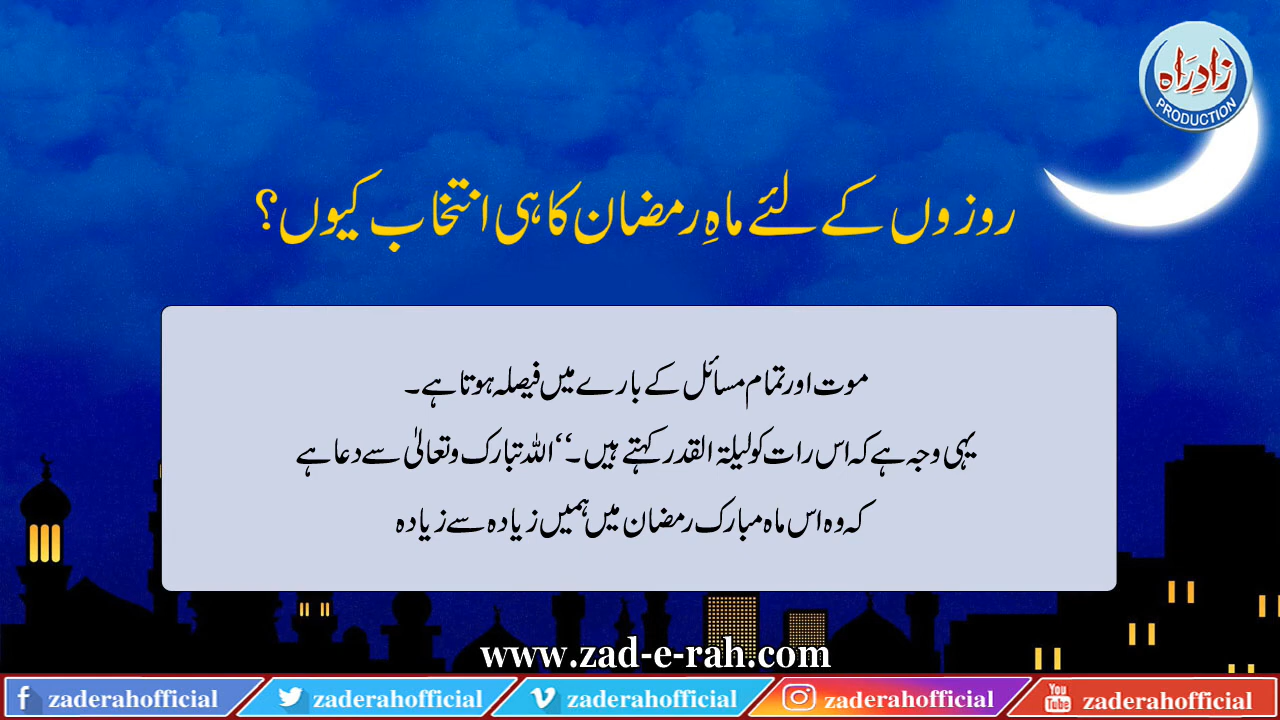 زادِرَاہ
PRODUCTION
روزوں کے لئے ماہِ رمضان کا ہی انتخاب کیوں؟
موت اور تمام مسائل کے بارے میں فیصلہ ہوتا ہے۔
یہی وجہ ہے کہ اس رات کو لیلۃ القدر کہتے ہیں۔‘‘ اللہ تبارک وتعالیٰ سے دعا ہے
کہ وہ اس ماہ مبارک رمضان میں ہمیں زیادہ سے زیادہ
www.zad-e-rah.com
zaderahofficial zaderahofficial zaderahofficial zaderahofficial You Tube zaderahofficial